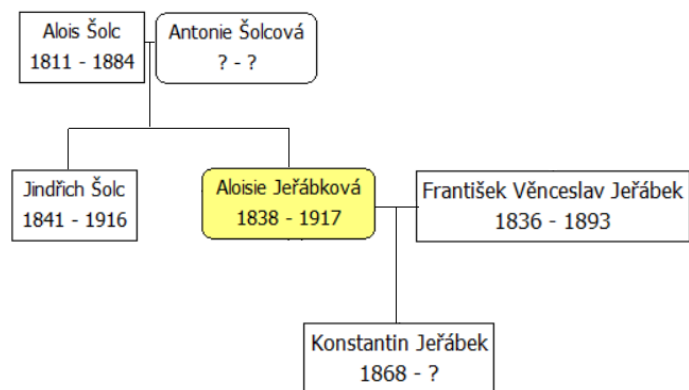 Alois Šolc
1811 - 1884
Antonie Šolcová
? - ?
Jindřich Šolc
1841 - 1916
Aloisie Jeřábková
1838 - 1917
František Věnceslav Jeřábek
1836 - 1893
Konstantin Jeřábek
1868 - ?